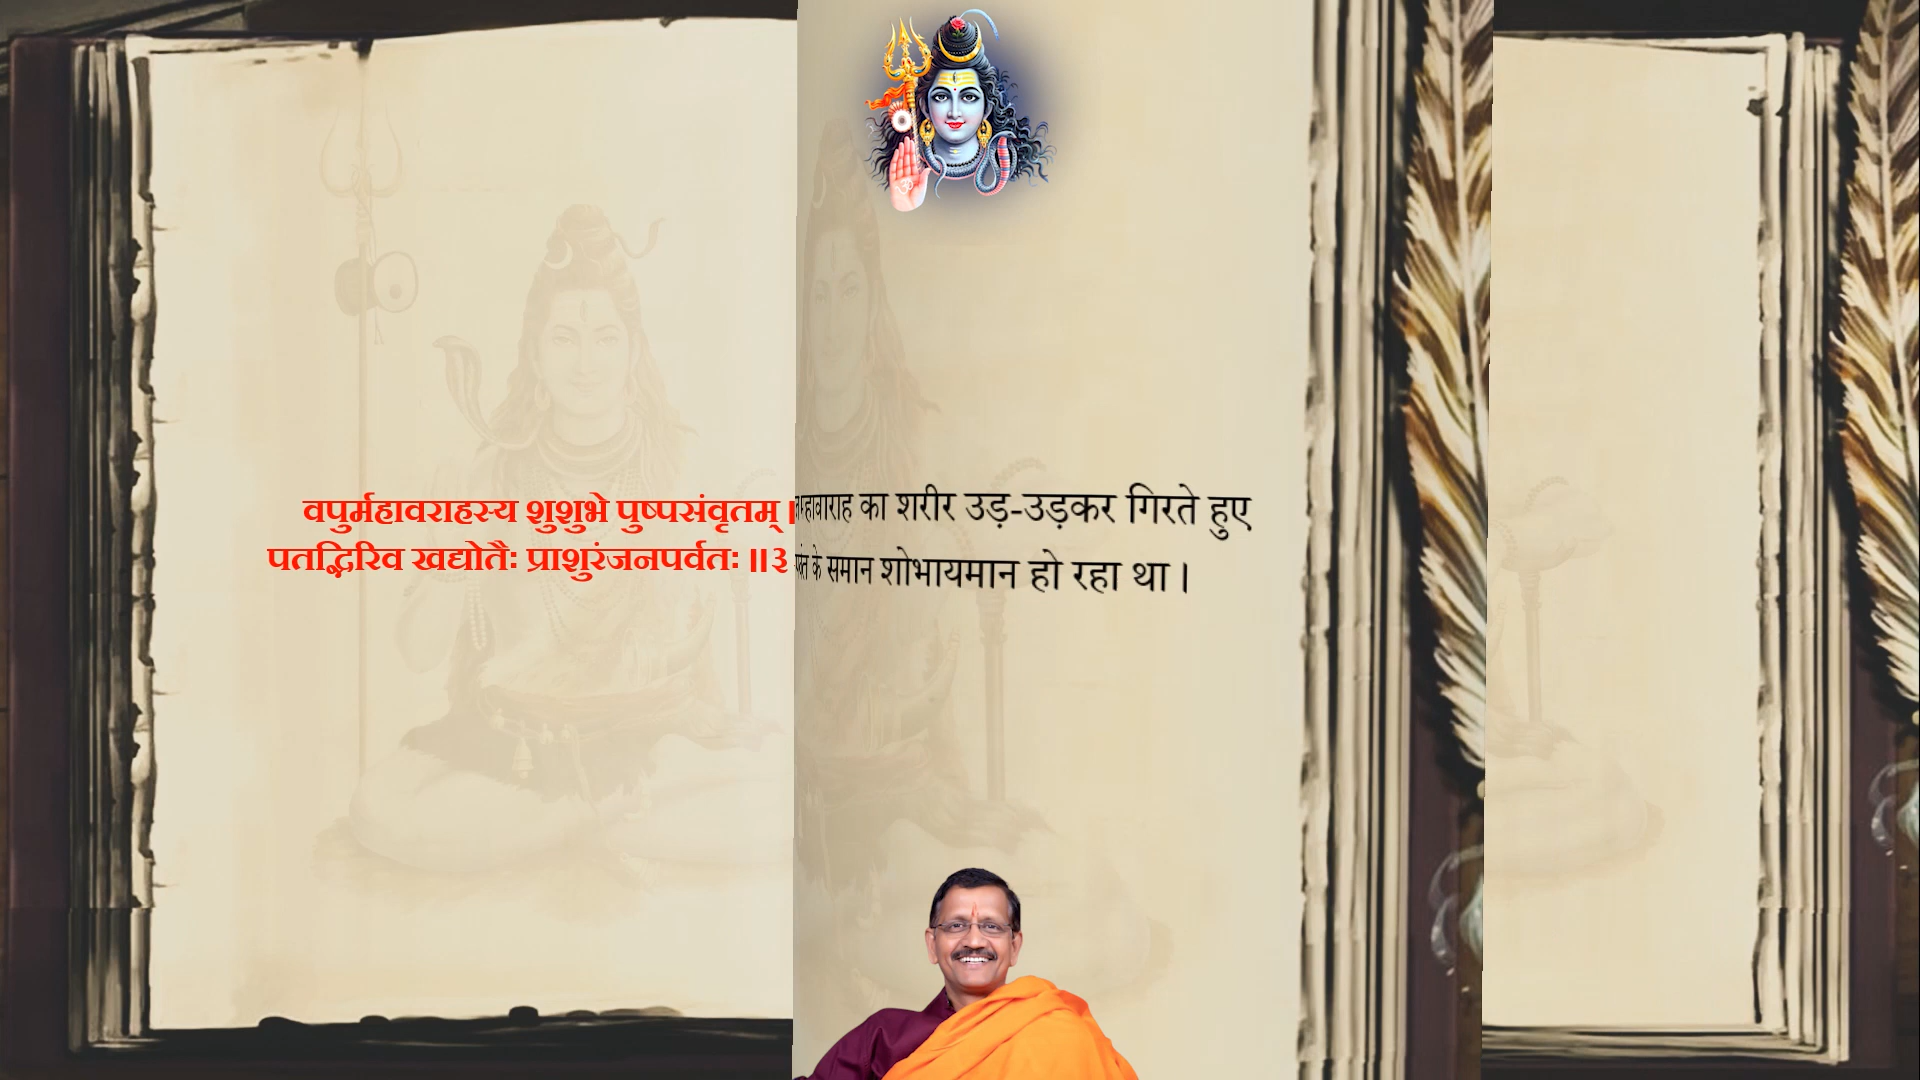 वपुर्महावराहस्य शुशुभे पुष्पसंवृतम् ।
पतद्भिरिव खद्योतैः प्राशुरंजनपर्वतः ॥३
का शरीर उड़-उड़कर गिरते हुए
के समान शोभायमान हो रहा था ।